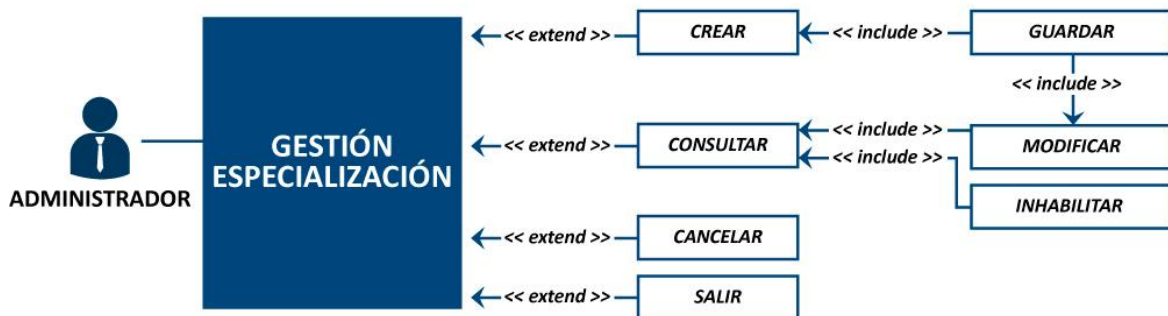 << extend >>
CREAR
<< include >>
GUARDAR
<< include >>
ADMINISTRADOR
GESTIÓN
ESPECIALIZACIÓN
<< extend >>
CONSULTAR
<< include >>
<< include >>
MODIFICAR
INHABILITAR
<< extend >>
CANCELAR
<< extend >>
SALIR